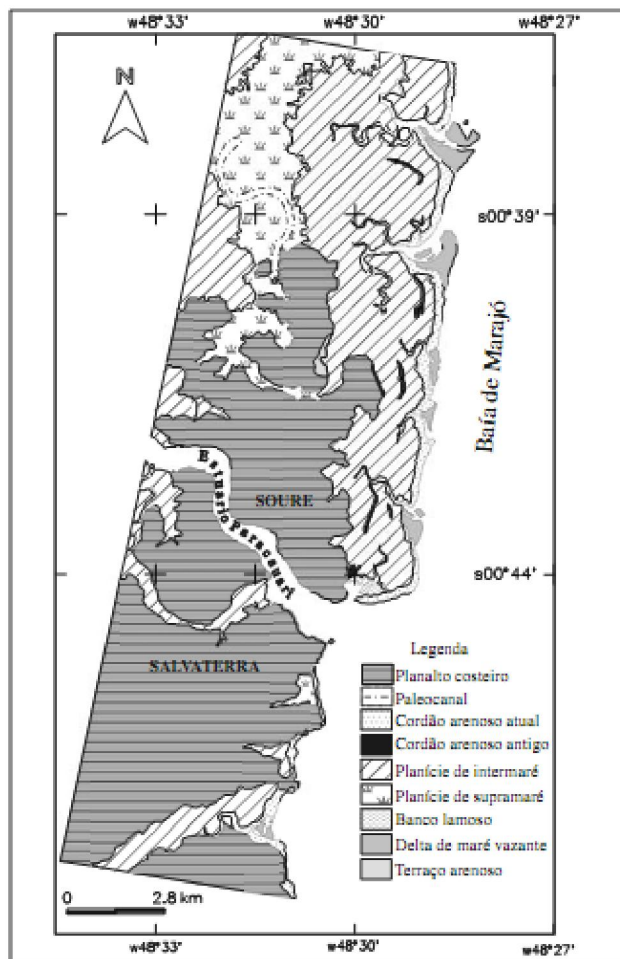 w48°33' w48°30' w48°27'
N
s00°39'
Baía de Marajó
Estuario Paracauari
SOURE
s00°44'
SALVATERRA
Legenda
Planalto costeiro
Paleocanal
Cordão arenoso atual
Cordão arenoso antigo
Planície de intermaré
Planície de supramaré
Banco lamoso
Delta de maré vazante
Terraço arenoso
0 2.8 km
w48°33' w48°30' w48°27'